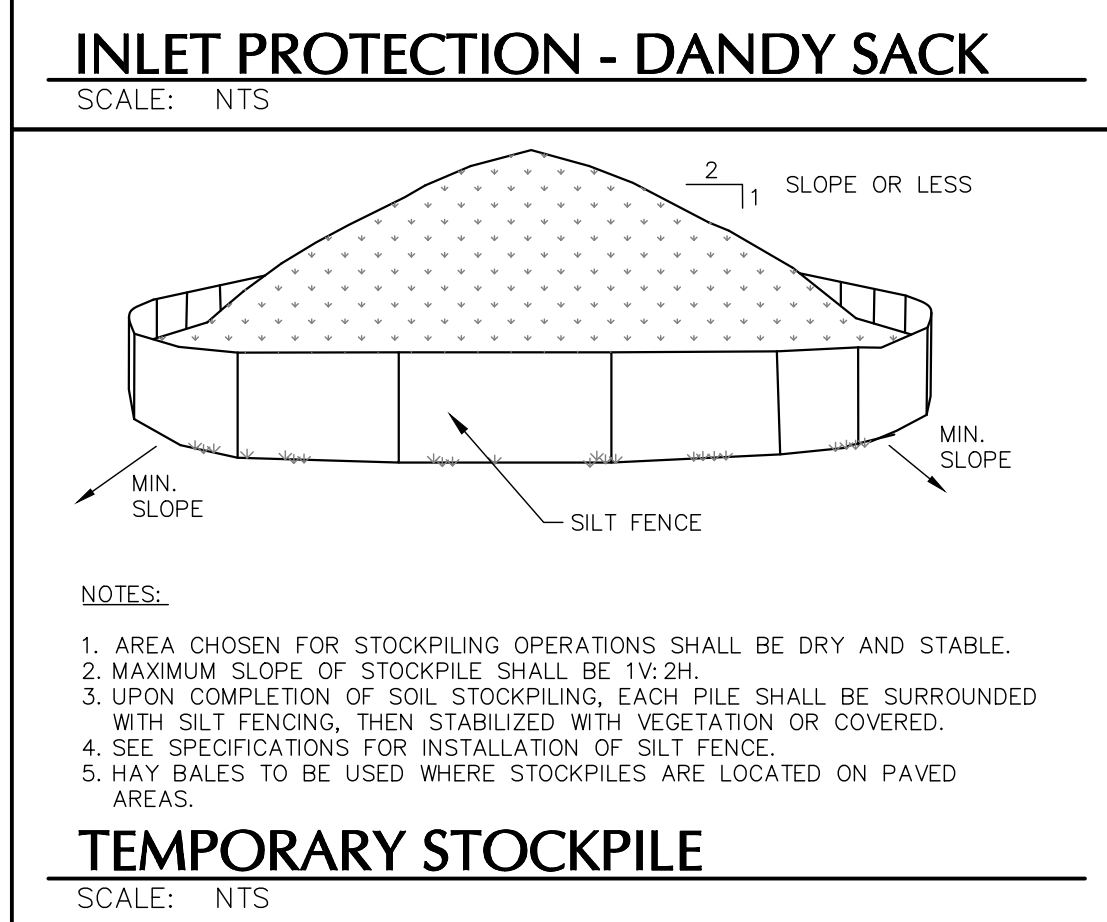 INLET PROTECTION - DANDY SACK
SCALE: NTS
2
1
SLOPE OR LESS
MIN.
SLOPE
MIN.
SLOPE
SILT FENCE
NOTES:
1. AREA CHOSEN FOR STOCKPILING OPERATIONS SHALL BE DRY AND STABLE.
2. MAXIMUM SLOPE OF STOCKPILE SHALL BE 1V:2H.
3. UPON COMPLETION OF SOIL STOCKPILING, EACH PILE SHALL BE SURROUNDED
WITH SILT FENCING, THEN STABILIZED WITH VEGETATION OR COVERED.
4. SEE SPECIFICATIONS FOR INSTALLATION OF SILT FENCE.
5. HAY BALES TO BE USED WHERE STOCKPILES ARE LOCATED ON PAVED
AREAS.
TEMPORARY STOCKPILE
SCALE: NTS